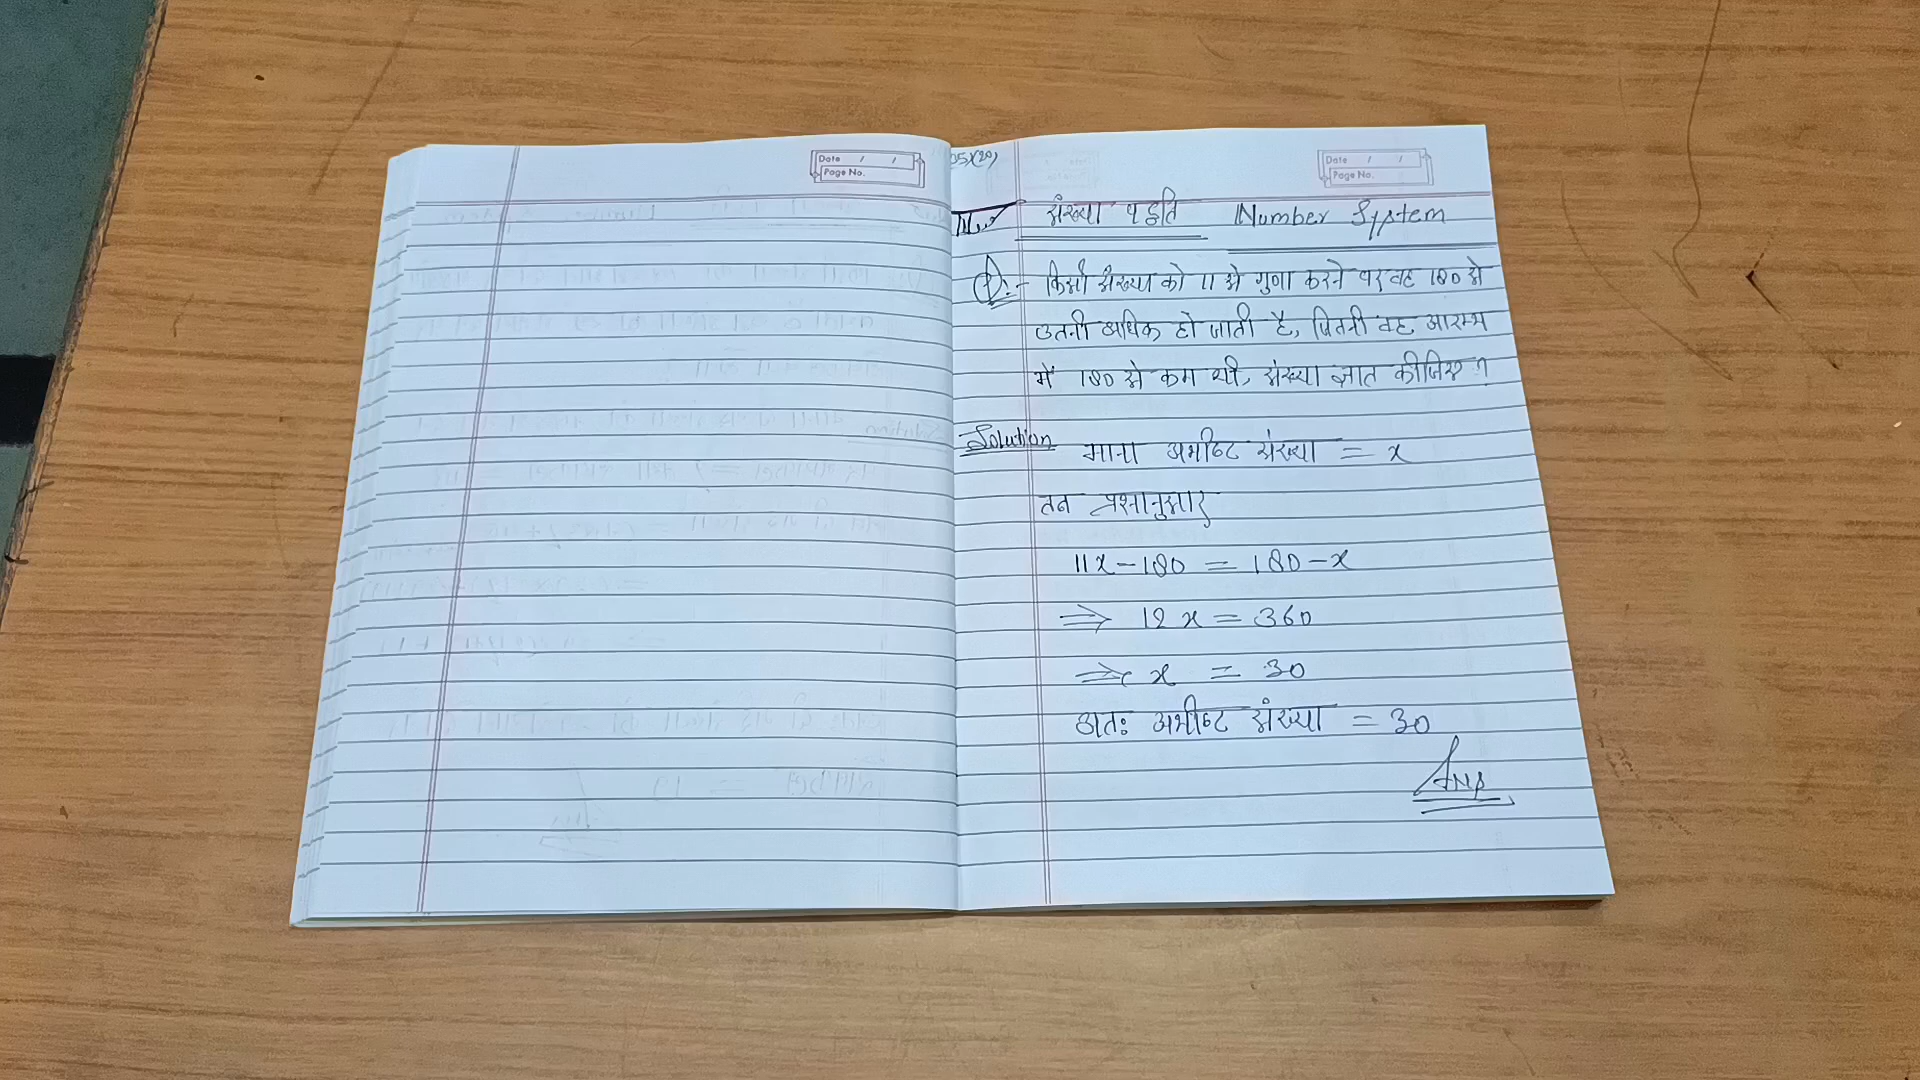 Date / /
Page No.
Date / /
Page No.
संख्या पद्धति Number System
Q:- किसी संख्या को 11 से गुणा करने पर वह 180 से
उतनी अधिक हो जाती है, जितनी वह आरम्भ
में 180 से कम थी, संख्या ज्ञात कीजिए ?
Solution माना अभीष्ट संख्या = x
तब प्रश्नानुसार
11x - 180 = 180 - x
⇒ 12x = 360
⇒ x = 30
अतः अभीष्ट संख्या = 30
Ans